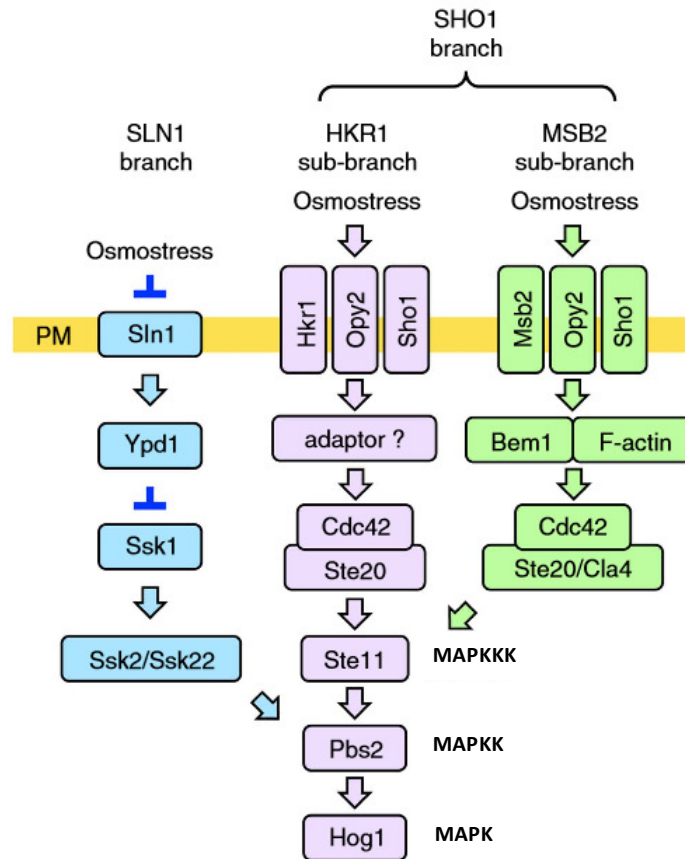 SHO1
branch
SLN1
branch
HKR1
sub-branch
MSB2
sub-branch
Osmostress
Osmostress
Osmostress
PM
Sln1
Hkr1
Opy2
Sho1
Msb2
Opy2
Sho1
Ypd1
adaptor ?
Bem1
F-actin
Ssk1
Cdc42
Ste20
Cdc42
Ste20/Cla4
Ssk2/Ssk22
Ste11
MAPKKK
Pbs2
MAPKK
Hog1
MAPK